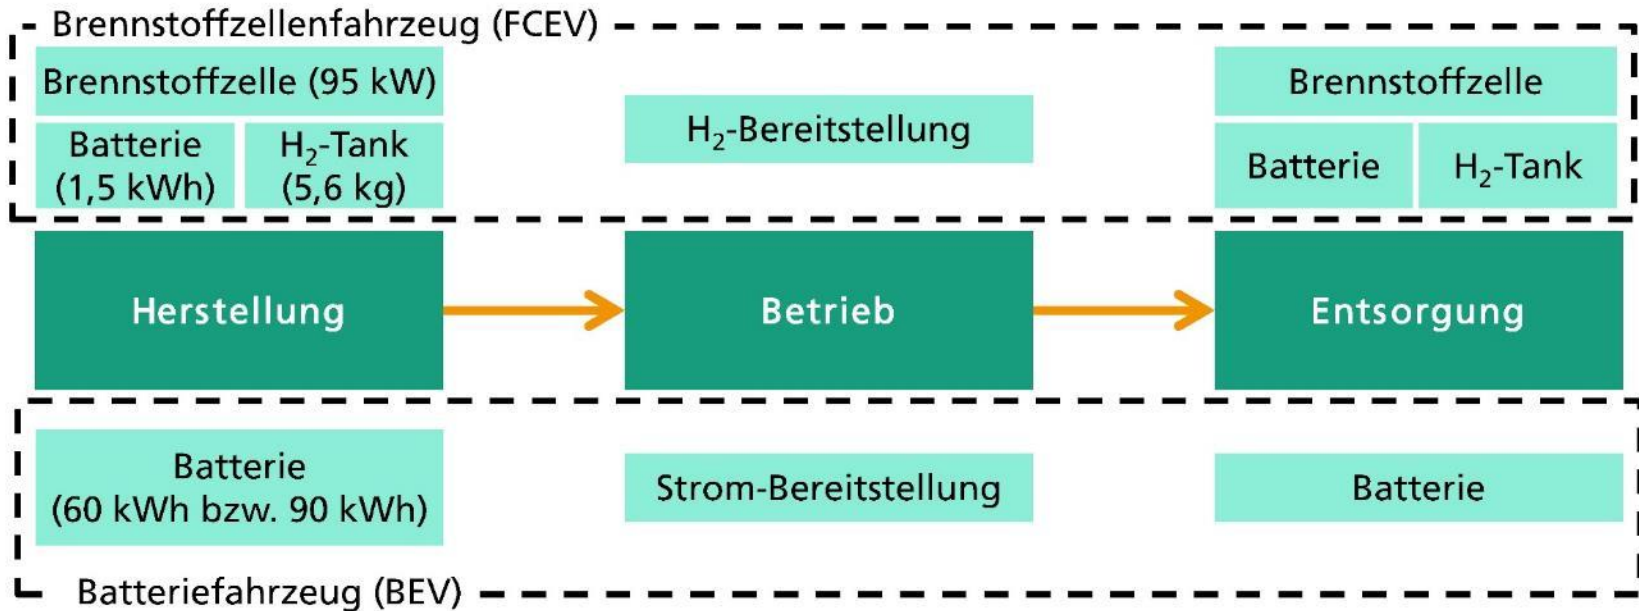 Brennstoffzellenfahrzeug (FCEV)
Brennstoffzelle (95 kW)
Batterie
(1,5 kWh)
H₂-Tank
(5,6 kg)
H₂-Bereitstellung
Brennstoffzelle
Batterie
H₂-Tank
Herstellung
Betrieb
Entsorgung
Batterie
(60 kWh bzw. 90 kWh)
Strom-Bereitstellung
Batterie
Batteriefahrzeug (BEV)